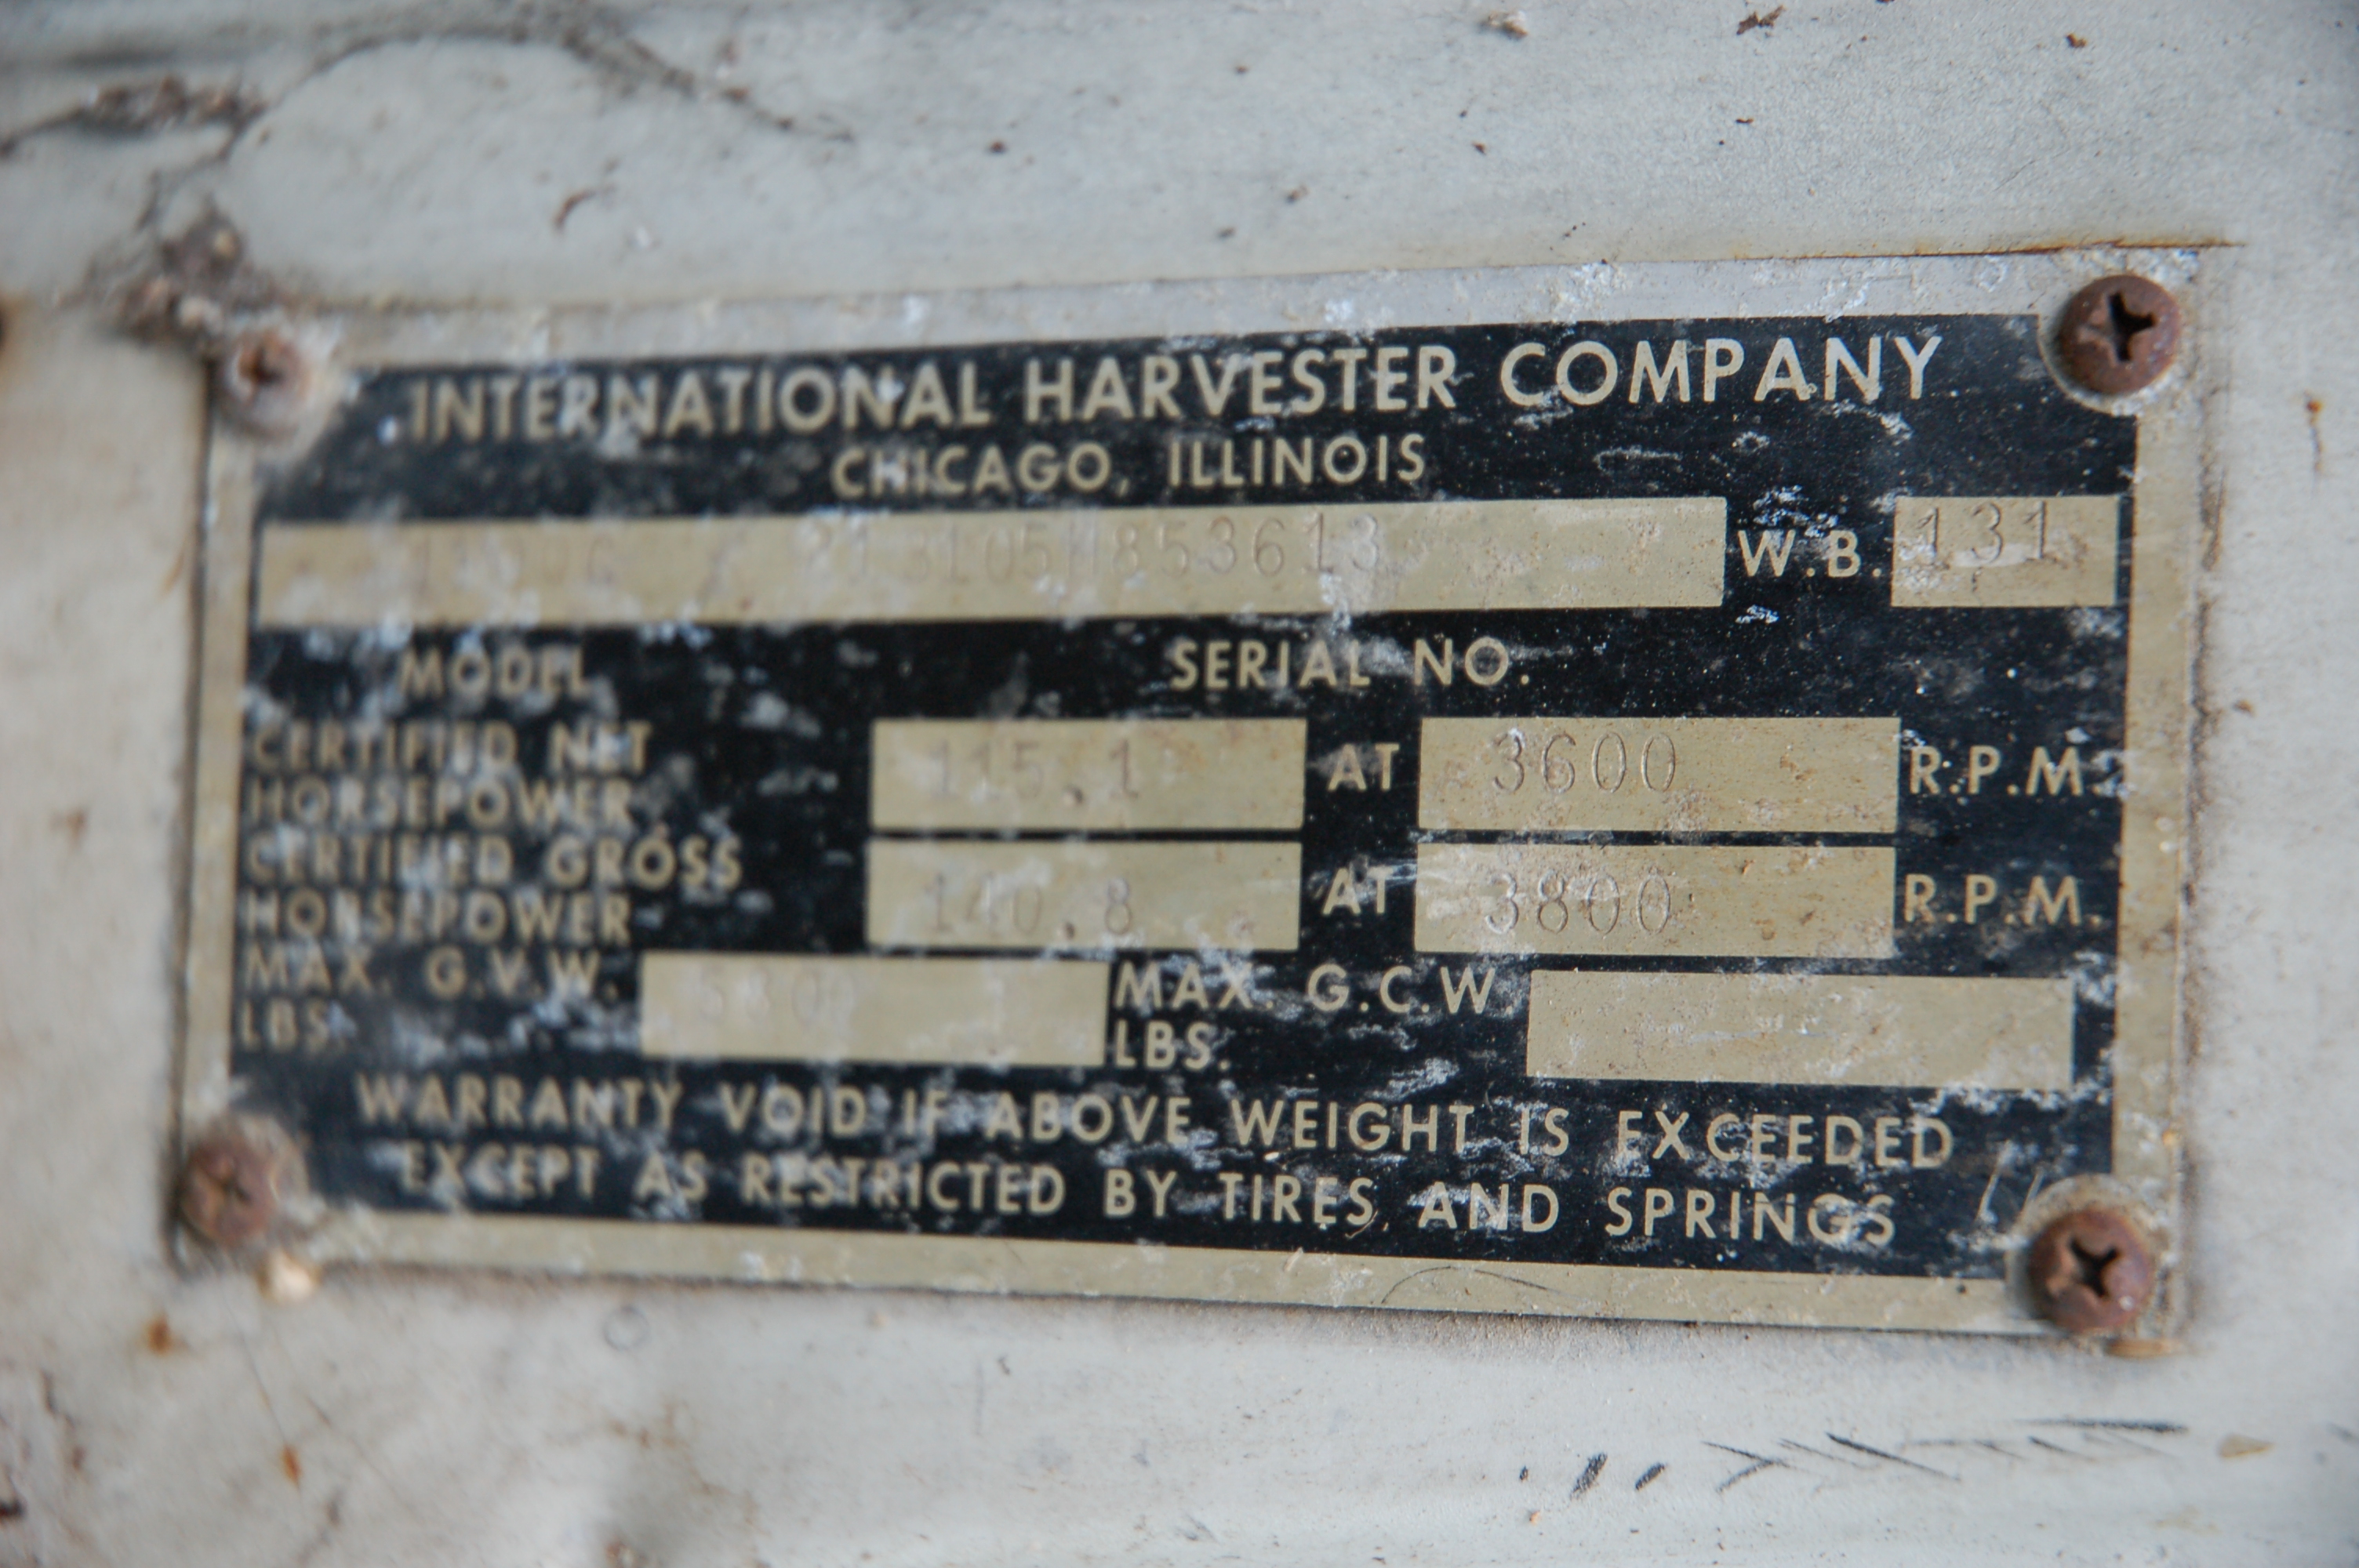 INTERNATIONAL HARVESTER COMPANY
CHICAGO, ILLINOIS
213105H853613 W.B. 131
MODEL SERIAL NO.
CERTIFIED NET HORSEPOWER 115.1 AT 3600 R.P.M.
CERTIFIED GROSS HORSEPOWER 140.8 AT 3800 R.P.M.
MAX. G.V.W. LBS. MAX. G.C.W. LBS.
WARRANTY VOID IF ABOVE WEIGHT IS EXCEEDED
EXCEPT AS RESTRICTED BY TIRES AND SPRINGS